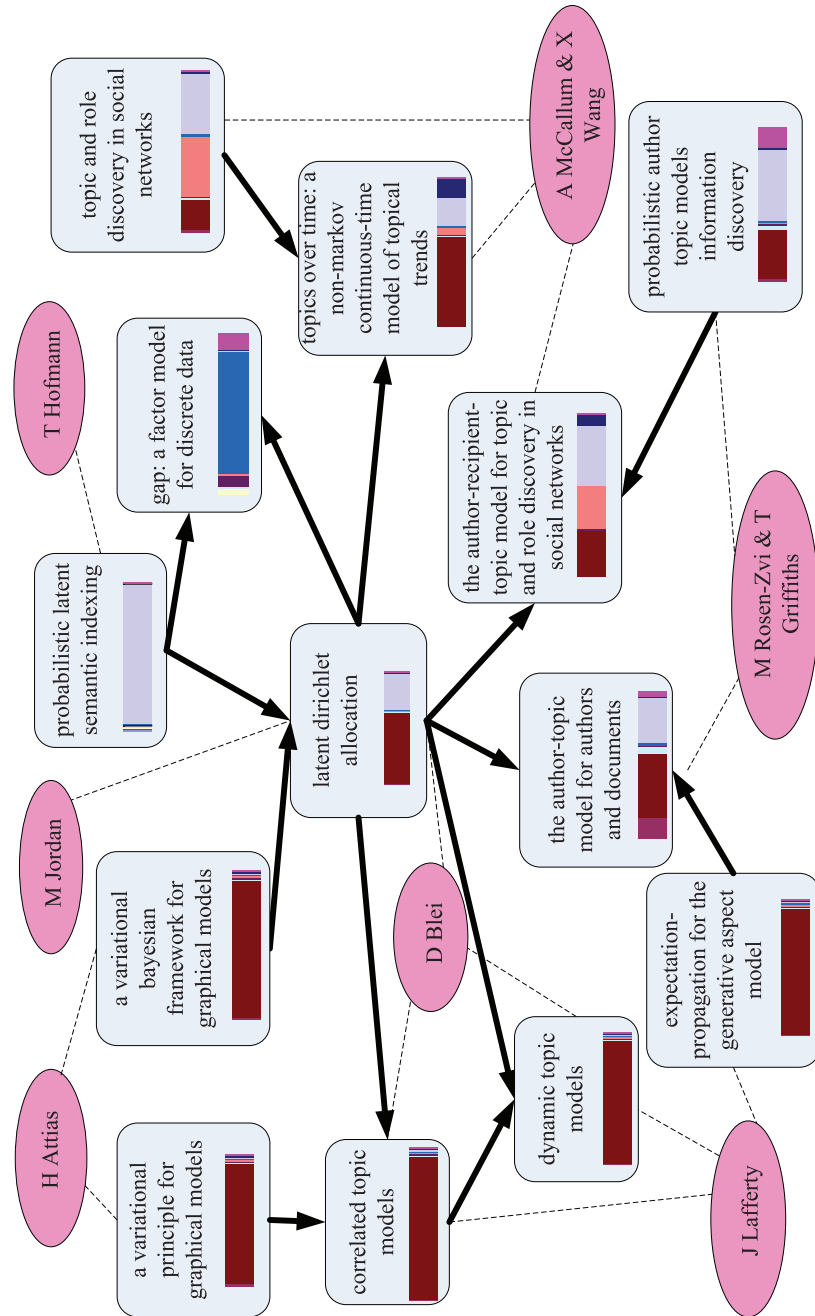 H Attias
M Jordan
T Hofmann
a variational
principle for
graphical models
a variational
bayesian
framework for
graphical models
probabilistic latent
semantic indexing
gap: a factor model
for discrete data
topic and role
discovery in social
networks
correlated topic
models
D Blei
latent dirichlet
allocation
topics over time: a
non-markov
continuous-time
model of topical
trends
dynamic topic
models
the author-topic
model for authors
and documents
the author-recipient-
topic model for topic
and role discovery in
social networks
A McCallum & X
Wang
J Lafferty
expectation-
propagation for the
generative aspect
model
M Rosen-Zvi & T
Griffiths
probabilistic author
topic models
information
discovery